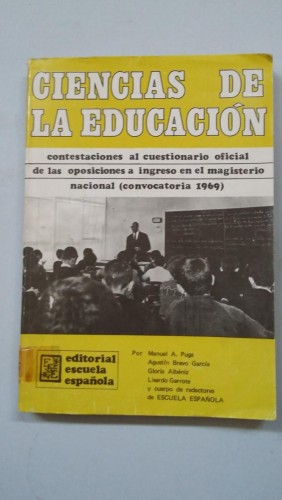 CIENCIAS DE
LA EDUCACIÓN
contestaciones al cuestionario oficial
de las oposiciones a ingreso en el magisterio
nacional (convocatoria 1969)
editorial
escuela
española
Por Manuel A. Puga
Agustín Bravo García
Gloria Albéniz
Lisardo Garrote
y cuerpo de redactores
de ESCUELA ESPAÑOLA